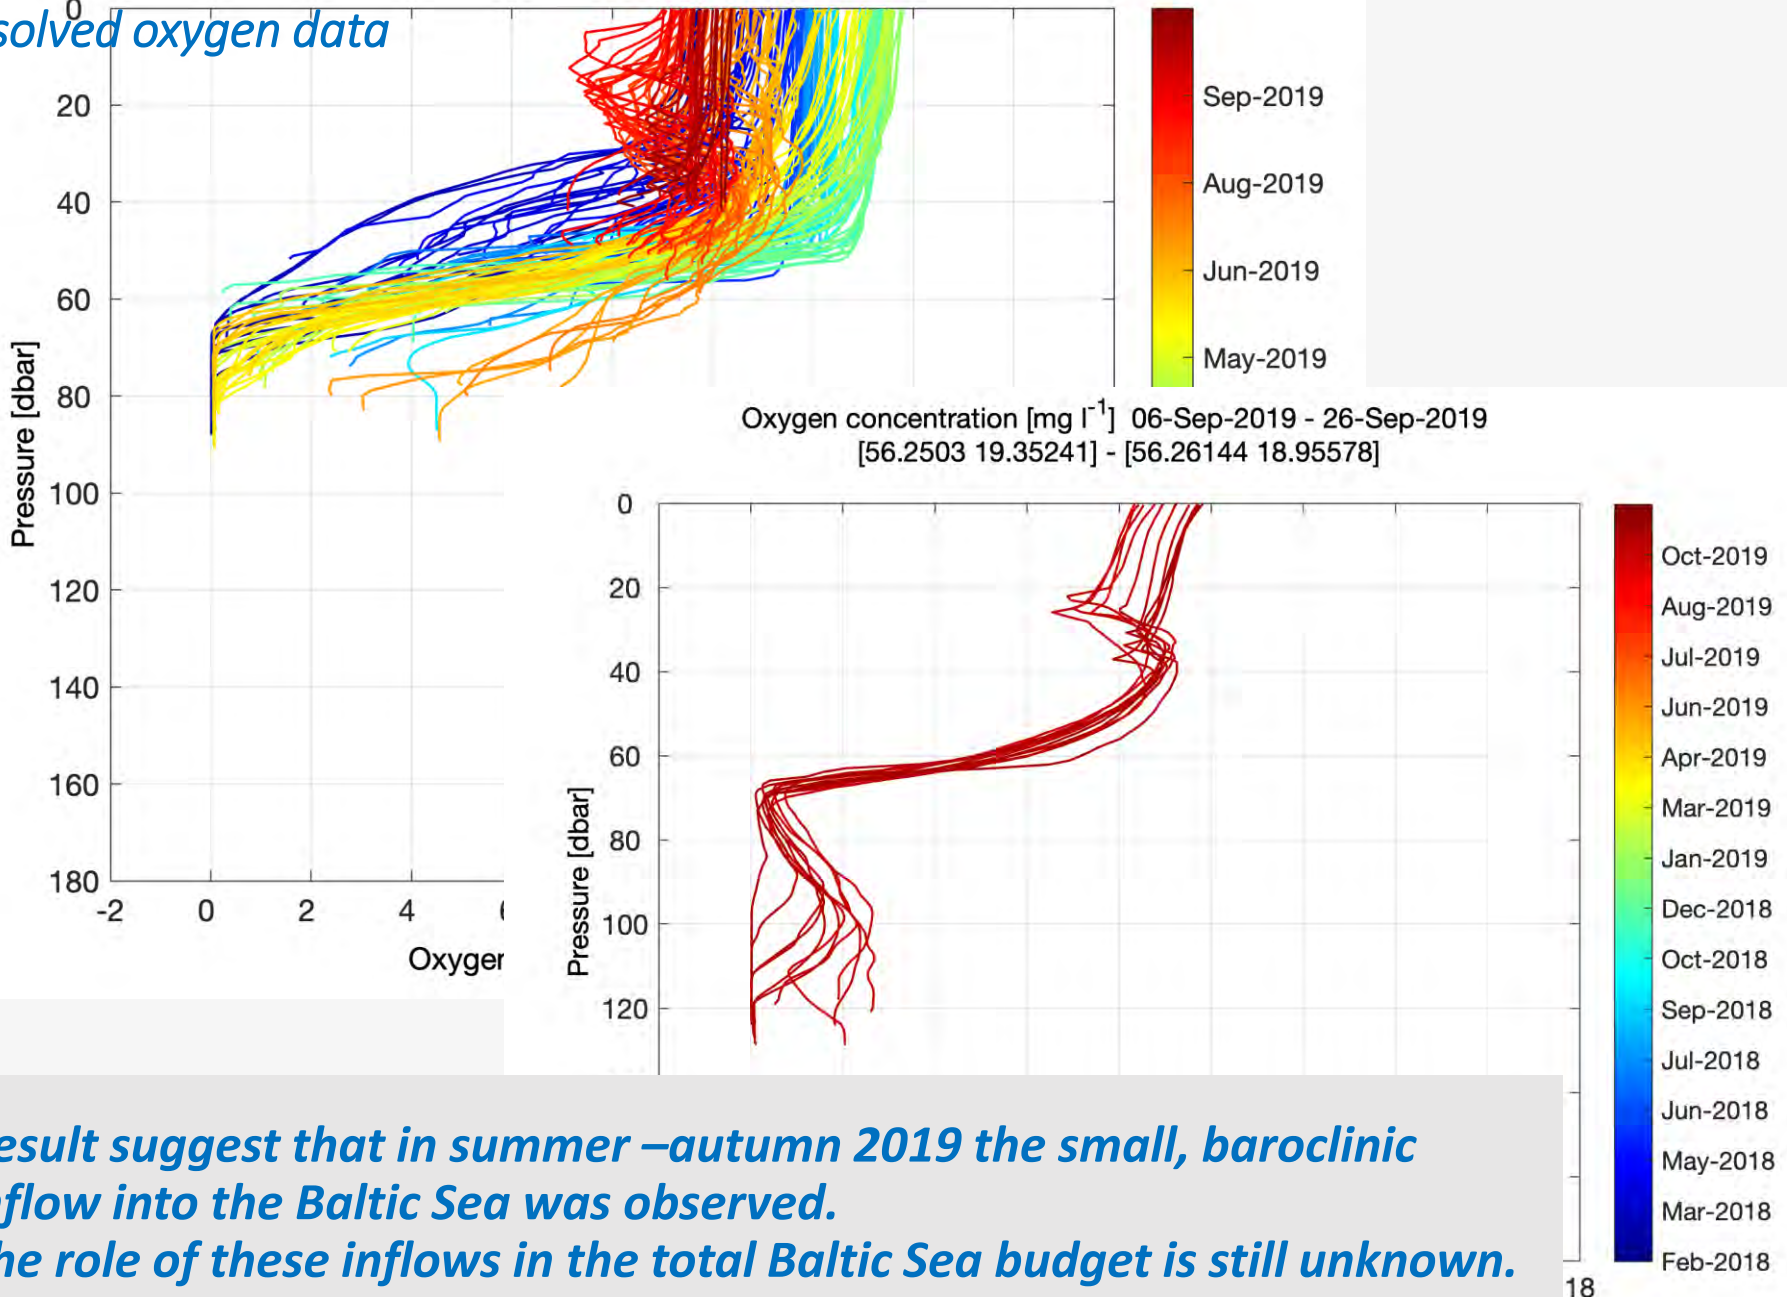 solved oxygen data
0
20
40
60
80
100
120
140
160
180
Pressure [dbar]
-2 0 2 4
Sep-2019
Aug-2019
Jun-2019
May-2019
Oxygen concentration [mg l⁻¹] 06-Sep-2019 - 26-Sep-2019
[56.2503 19.35241] - [56.26144 18.95578]
0
20
40
60
80
100
120
Pressure [dbar]
18
Oct-2019
Aug-2019
Jul-2019
Jun-2019
Apr-2019
Mar-2019
Jan-2019
Dec-2018
Oct-2018
Sep-2018
Jul-2018
Jun-2018
May-2018
Mar-2018
Feb-2018
esult suggest that in summer –autumn 2019 the small, baroclinic
flow into the Baltic Sea was observed.
he role of these inflows in the total Baltic Sea budget is still unknown.